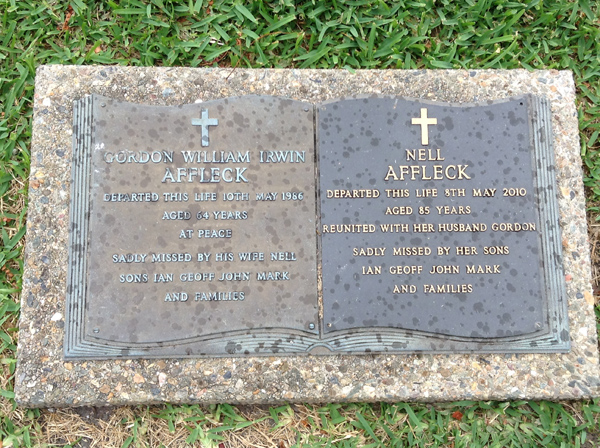 GORDON WILLIAM IRWIN
AFFLECK
DEPARTED THIS LIFE 10TH MAY 1986
AGED 64 YEARS
AT PEACE
SADLY MISSED BY HIS WIFE NELL
SONS IAN GEOFF JOHN MARK
AND FAMILIES
NELL
AFFLECK
DEPARTED THIS LIFE 8TH MAY 2010
AGED 85 YEARS
REUNITED WITH HER HUSBAND GORDON
SADLY MISSED BY HER SONS
IAN GEOFF JOHN MARK
AND FAMILIES